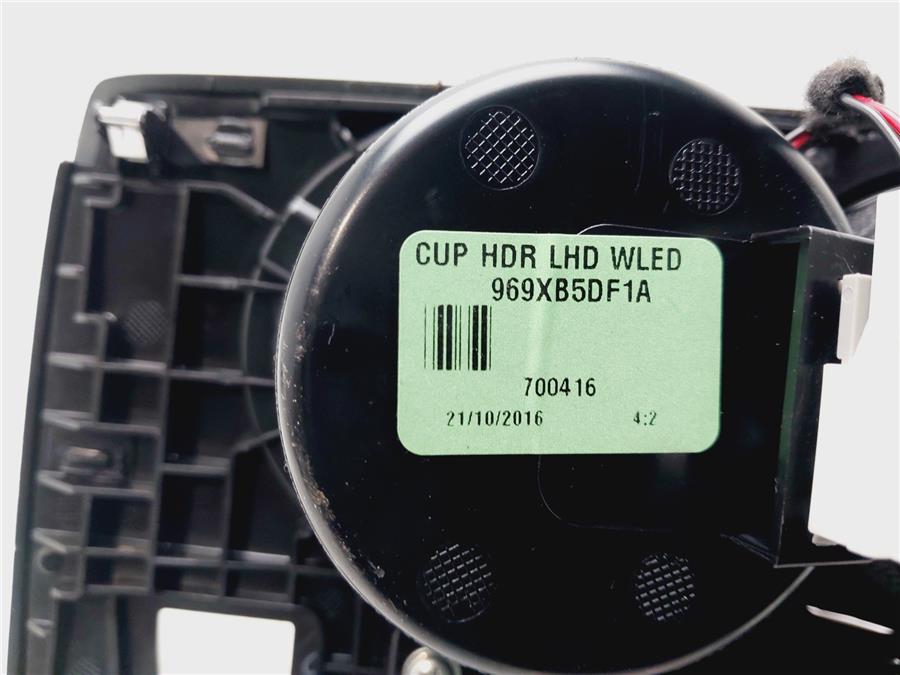 CUP HDR LHD WLED
969XB5DF1A
700416
21/10/2016 4:2